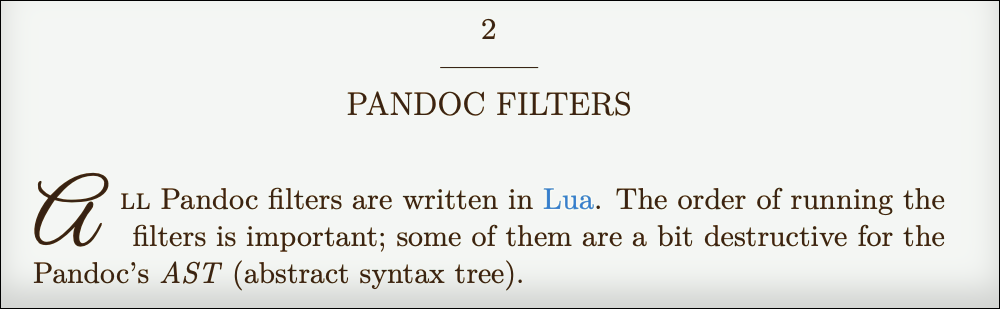 2
PANDOC FILTERS
All Pandoc filters are written in Lua. The order of running the
filters is important; some of them are a bit destructive for the
Pandoc’s AST (abstract syntax tree).